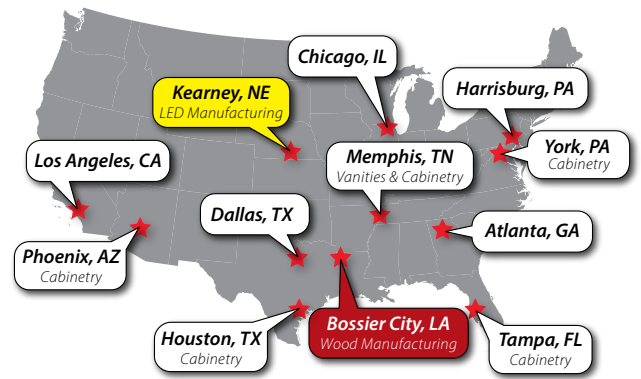 Chicago, IL
Kearney, NE
LED Manufacturing
Harrisburg, PA
Los Angeles, CA
Memphis, TN
Vanities & Cabinetry
York, PA
Cabinetry
Dallas, TX
Atlanta, GA
Phoenix, AZ
Cabinetry
Houston, TX
Cabinetry
Bossier City, LA
Wood Manufacturing
Tampa, FL
Cabinetry